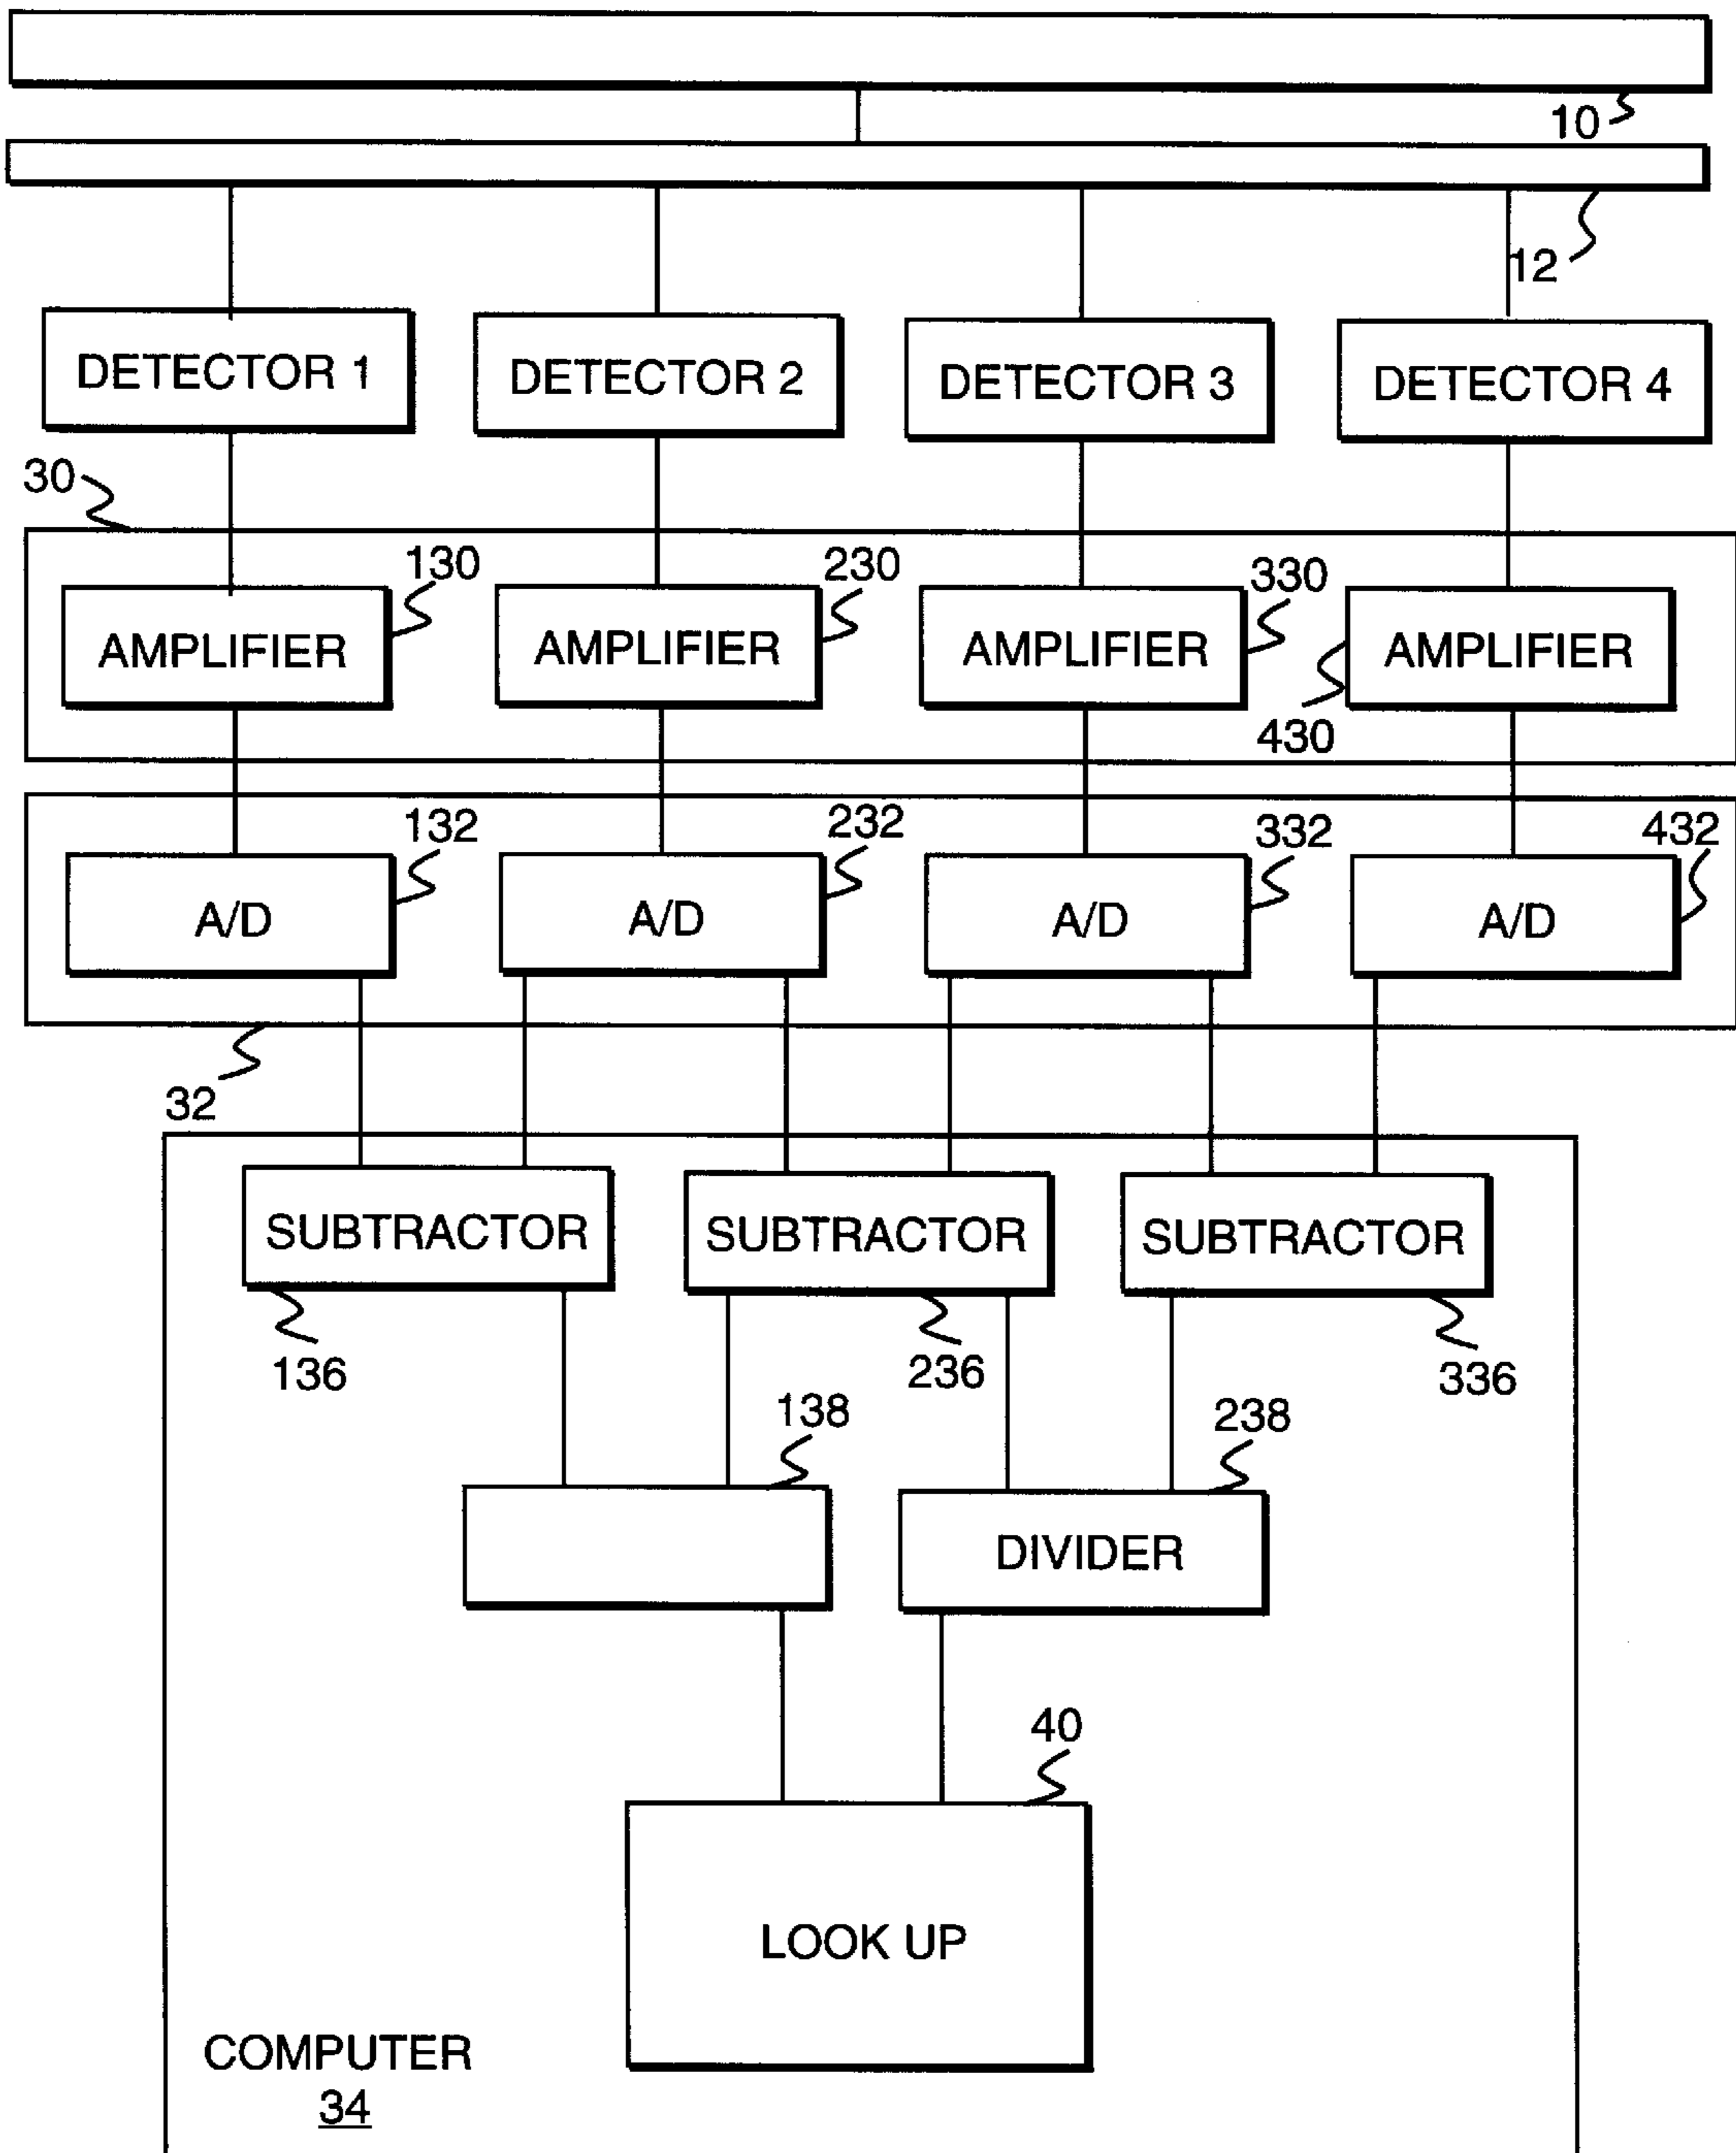 10
12
DETECTOR 1
DETECTOR 2
DETECTOR 3
DETECTOR 4
30
130
230
330
AMPLIFIER
AMPLIFIER
AMPLIFIER
AMPLIFIER
430
132
232
332
432
A/D
A/D
A/D
A/D
32
SUBTRACTOR
SUBTRACTOR
SUBTRACTOR
136
236
336
138
238
DIVIDER
40
LOOK UP
COMPUTER
34